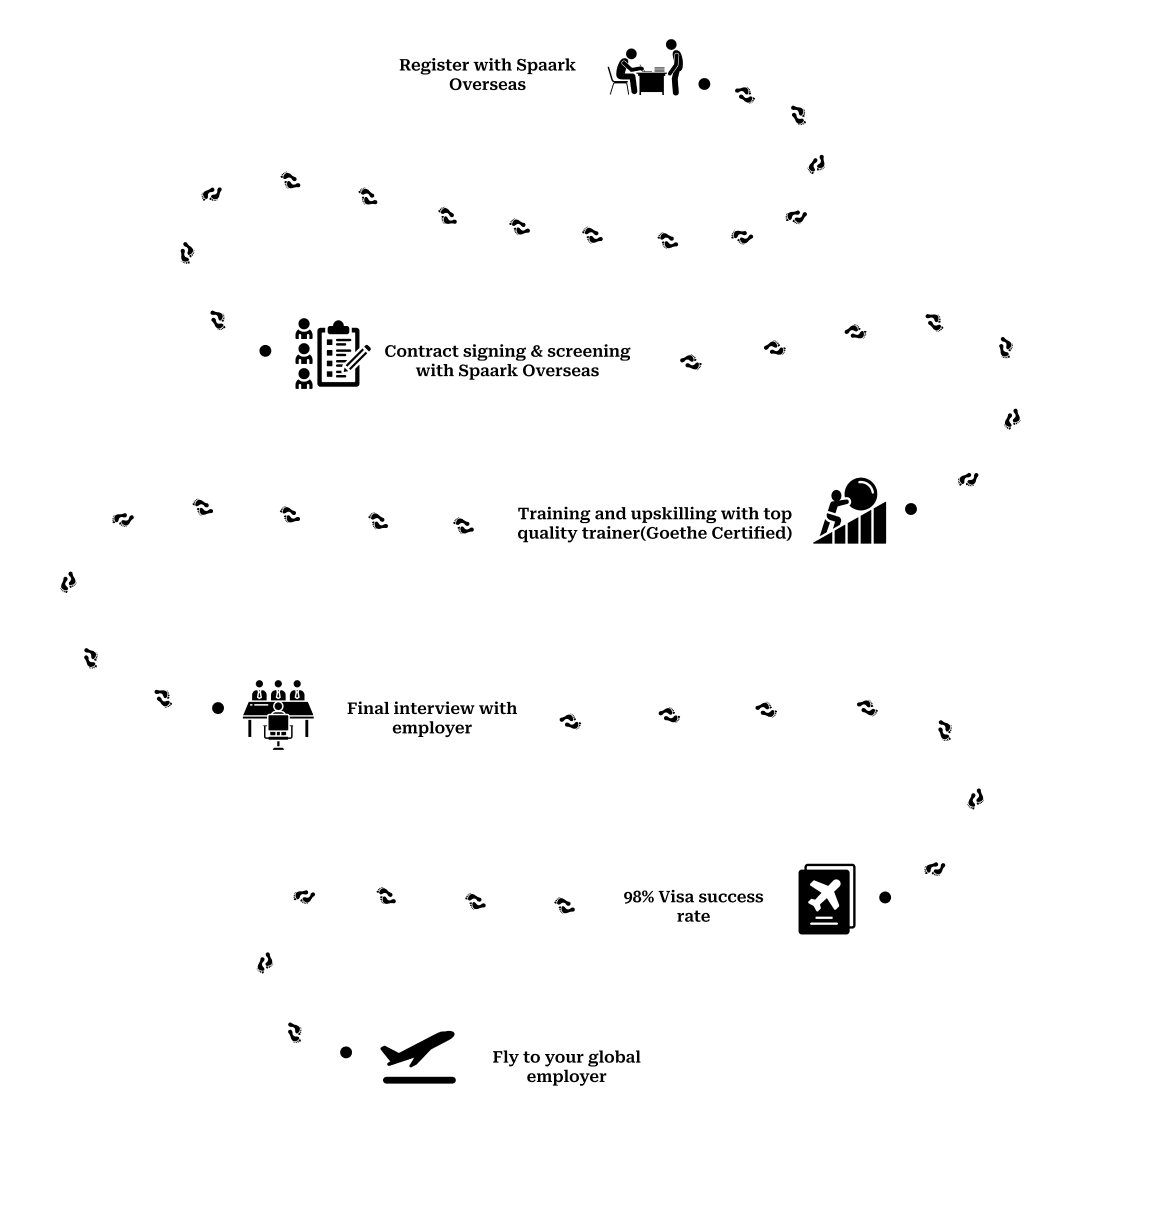 Register with Spaark
Overseas
Contract signing & screening
with Spaark Overseas
Training and upskilling with top
quality trainer(Goethe Certified)
Final interview with
employer
98% Visa success
rate
Fly to your global
employer